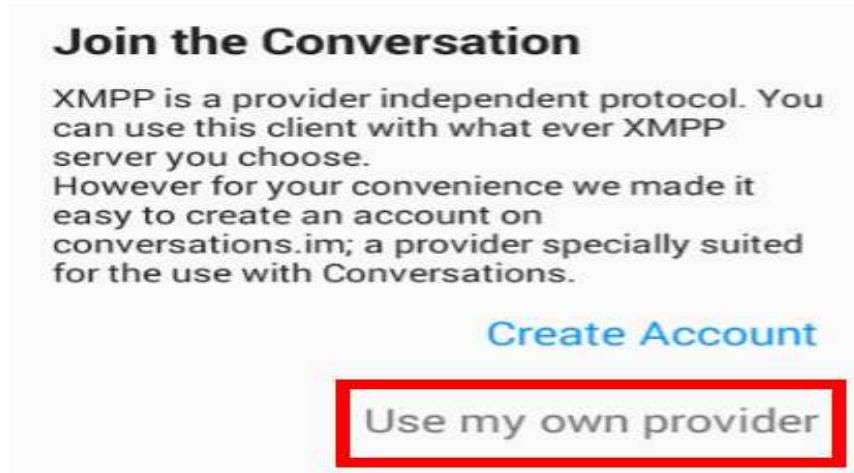 Join the Conversation
XMPP is a provider independent protocol. You
can use this client with what ever XMPP
server you choose.
However for your convenience we made it
easy to create an account on
conversations.im; a provider specially suited
for the use with Conversations.
Create Account
Use my own provider